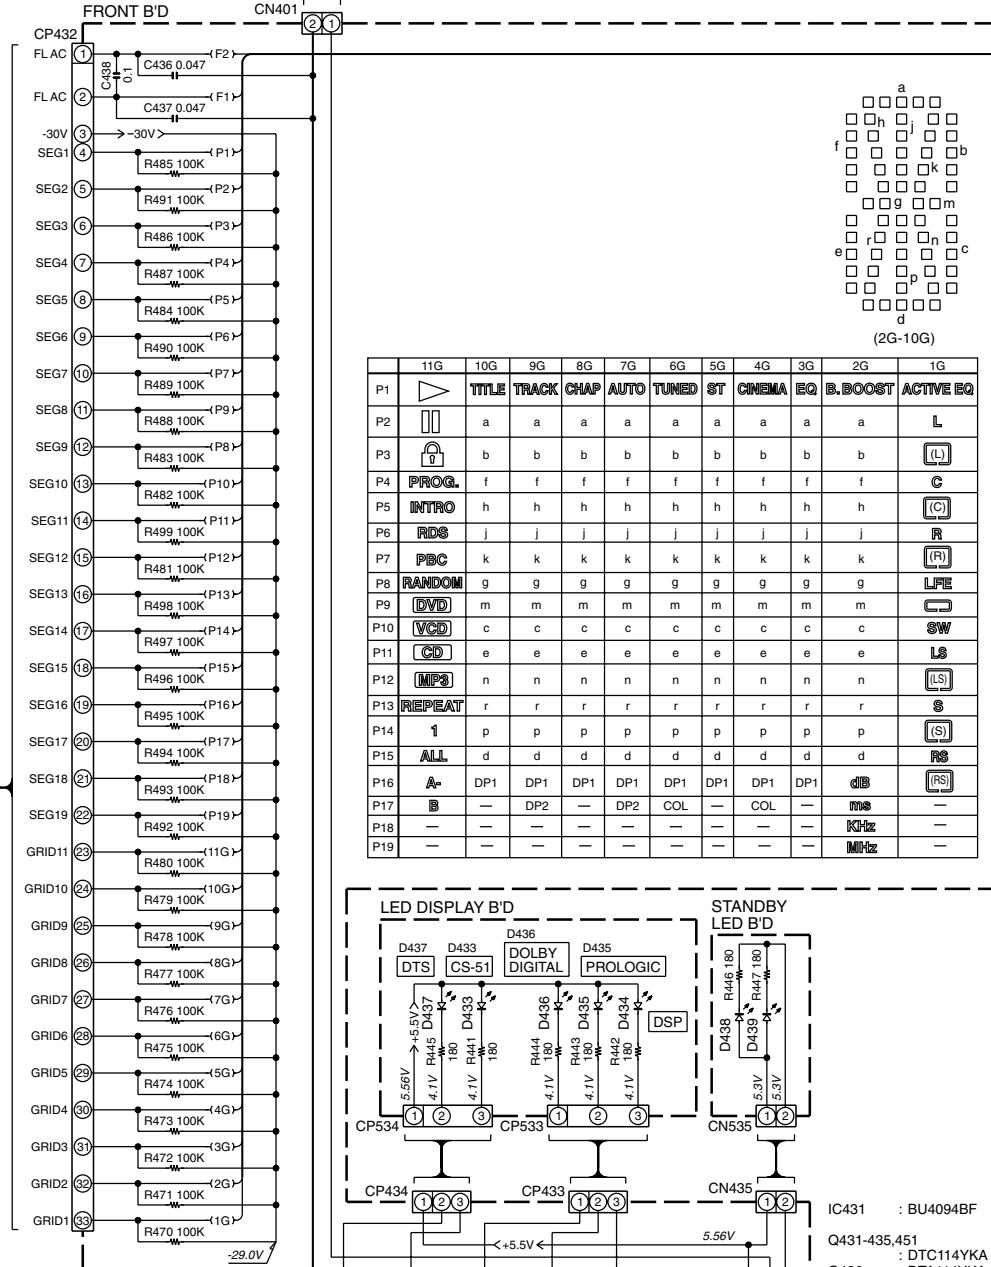 FRONT B'D
CN401
2 1
CP432
FL AC 1 (F2)
C438 0.1
C436 0.047
FL AC 2 (F1)
C437 0.047
-30V 3 -30V
SEG1 4 (P1)
R485 100K
SEG2 5 (P2)
R491 100K
SEG3 6 (P3)
R486 100K
SEG4 7 (P4)
R487 100K
SEG5 8 (P5)
R484 100K
SEG6 9 (P6)
R490 100K
SEG7 10 (P7)
R489 100K
SEG8 11 (P9)
R488 100K
SEG9 12 (P8)
R483 100K
SEG10 13 (P10)
R482 100K
SEG11 14 (P11)
R499 100K
SEG12 15 (P12)
R481 100K
SEG13 16 (P13)
R498 100K
SEG14 17 (P14)
R497 100K
SEG15 18 (P15)
R496 100K
SEG16 19 (P16)
R495 100K
SEG17 20 (P17)
R494 100K
SEG18 21 (P18)
R493 100K
SEG19 22 (P19)
R492 100K
GRID11 23 (11G)
R480 100K
GRID10 24 (10G)
R479 100K
GRID9 25 (9G)
R478 100K
GRID8 26 (8G)
R477 100K
GRID7 27 (7G)
R476 100K
GRID6 28 (6G)
R475 100K
GRID5 29 (5G)
R474 100K
GRID4 30 (4G)
R473 100K
GRID3 31 (3G)
R472 100K
GRID2 32 (2G)
R471 100K
GRID1 33 (1G)
R470 100K
-29.0V
a
h j
f b
k
g m
r n
e c
p
d
(2G-10G)
11G 10G 9G 8G 7G 6G 5G 4G 3G 2G 1G
P1 TITLE TRACK CHAP AUTO TUNED ST CINEMA EQ B.BOOST ACTIVE EQ
P2 a a a a a a a a a L
P3 b b b b b b b b b (L)
P4 PROG. f f f f f f f f f C
P5 INTRO h h h h h h h h h (C)
P6 RDS j j j j j j j j j R
P7 PBC k k k k k k k k k (R)
P8 RANDOM g g g g g g g g g LFE
P9 DVD m m m m m m m m m
P10 VCD c c c c c c c c c SW
P11 CD e e e e e e e e e LS
P12 MP3 n n n n n n n n n (LS)
P13 REPEAT r r r r r r r r r S
P14 1 p p p p p p p p p (S)
P15 ALL d d d d d d d d d RS
P16 A- DP1 DP1 DP1 DP1 DP1 DP1 DP1 DP1 dB (RS)
P17 B — DP2 — DP2 COL — COL — ms —
P18 — — — — — — — — — KHz —
P19 — — — — — — — — — MHz —
LED DISPLAY B'D
D437 DTS
D433 CS-51
D436 DOLBY DIGITAL
D435 PROLOGIC
DSP
+5.5V
D437 D433 D436 D435 D434
R445 180
R441 180
R444 180
R443 180
R442 180
5.56V 4.1V 4.1V 4.1V 4.1V 4.1V
CP534 1 2 3
CP533 1 2 3
STANDBY
LED B'D
R446 180
R447 180
D438 D439
5.3V 5.3V
CN535 1 2
CP434 1 2 3
CP433 1 2 3
CN435 1 2
+5.5V
5.56V
IC431 : BU4094BF
Q431-435,451
: DTC114YKA